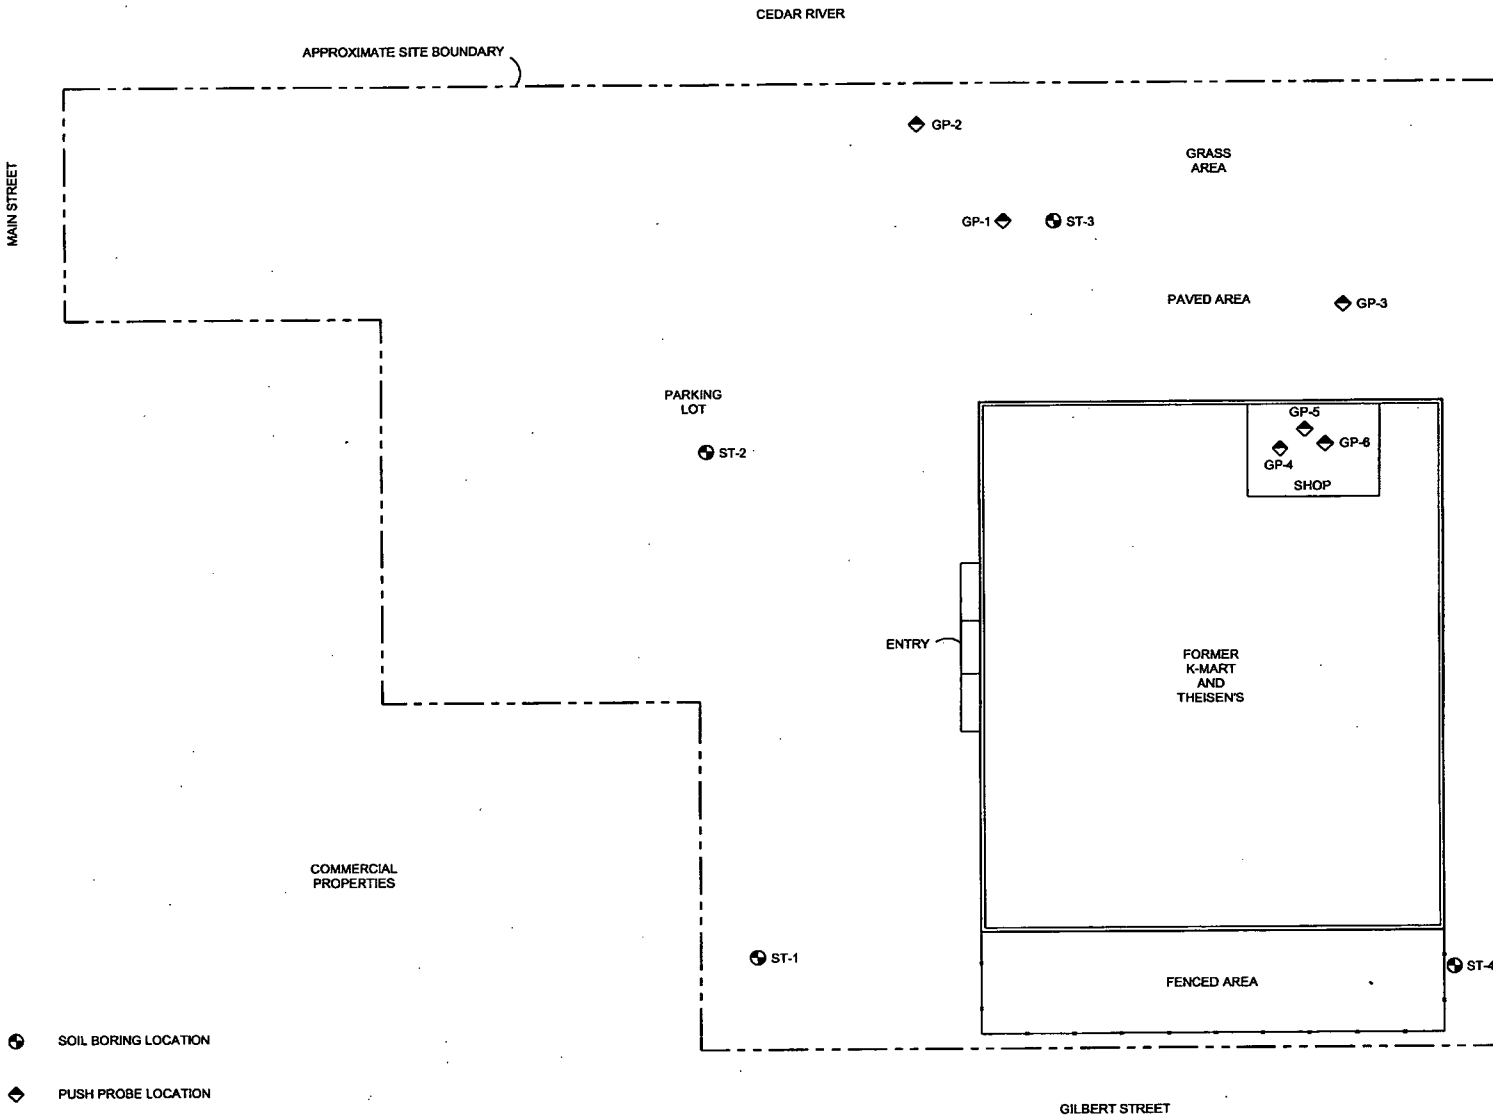 CEDAR RIVER
APPROXIMATE SITE BOUNDARY
MAIN STREET
GP-2
GRASS
AREA
GP-1
ST-3
PAVED AREA
GP-3
PARKING
LOT
ST-2
GP-5
GP-6
GP-4
SHOP
ENTRY
FORMER
K-MART
AND
THEISEN'S
COMMERCIAL
PROPERTIES
ST-1
FENCED AREA
ST-4
SOIL BORING LOCATION
PUSH PROBE LOCATION
GILBERT STREET